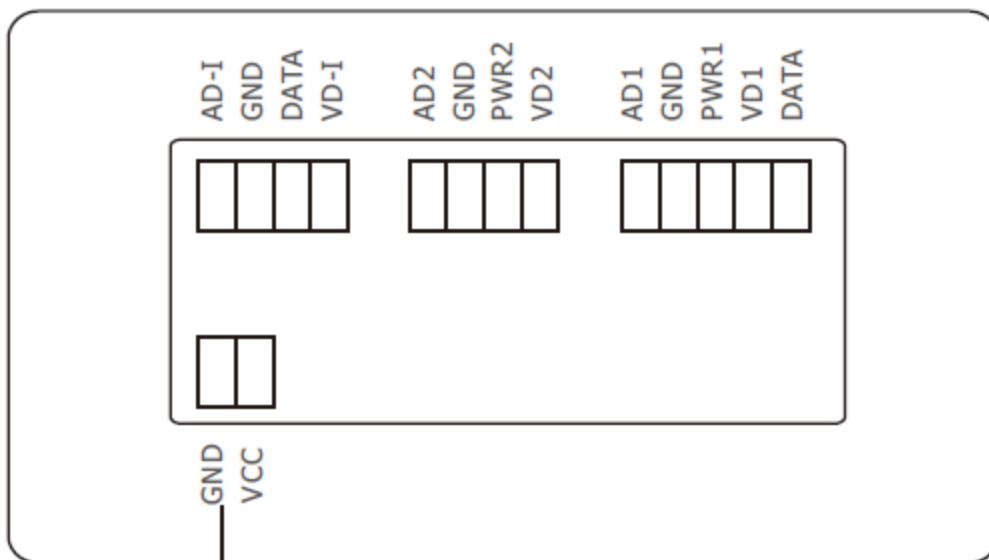 AD-I
GND
DATA
VD-I
AD2
GND
PWR2
VD2
AD1
GND
PWR1
VD1
DATA
GND
VCC